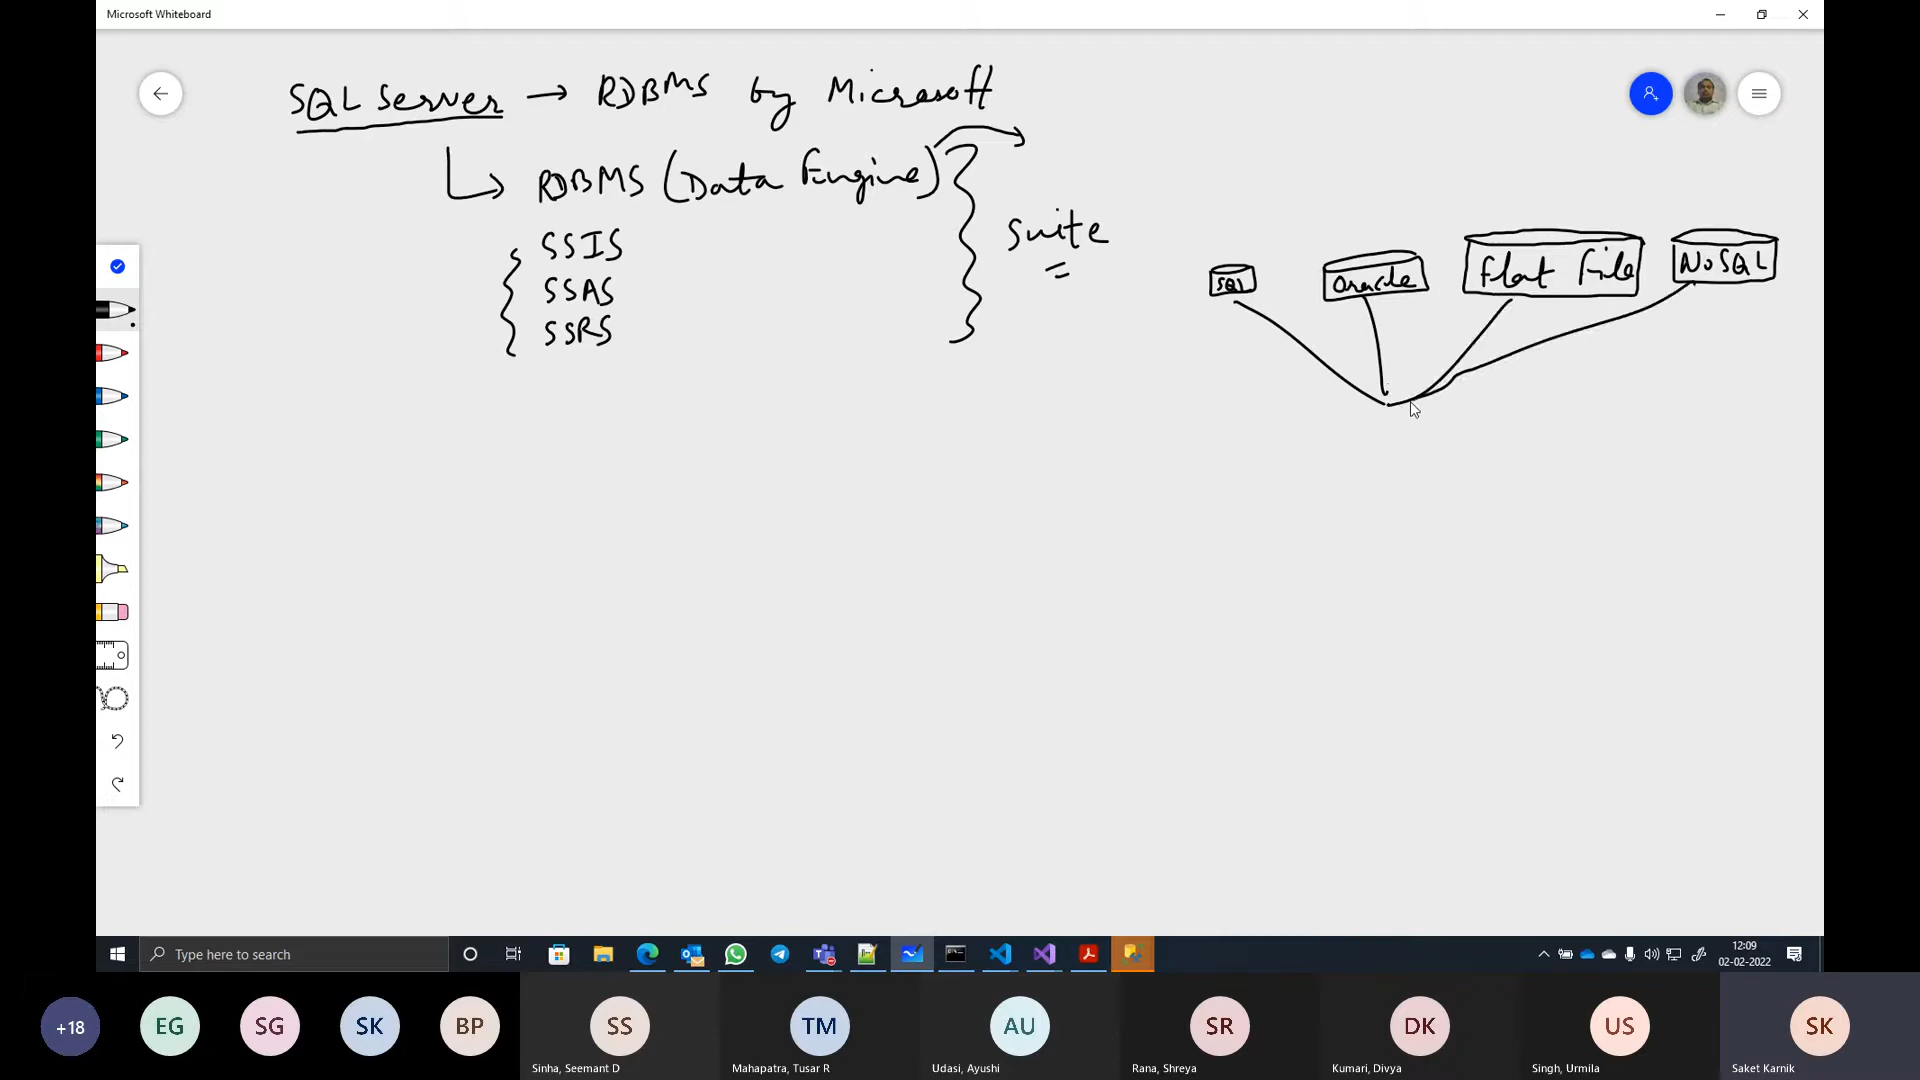 Microsoft Whiteboard
SQL Server → RDBMS by Microsoft
RDBMS (Data Engine)
SSIS
SSAS
SSRS
Suite
SQL
Oracle
Flat File
NoSQL
Type here to search
12:09
02-02-2022
+18
EG
SG
SK
BP
SS
TM
AU
SR
DK
US
SK
Sinha, Seemant D
Mahapatra, Tusar R
Udasi, Ayushi
Rana, Shreya
Kumari, Divya
Singh, Urmila
Saket Karnik